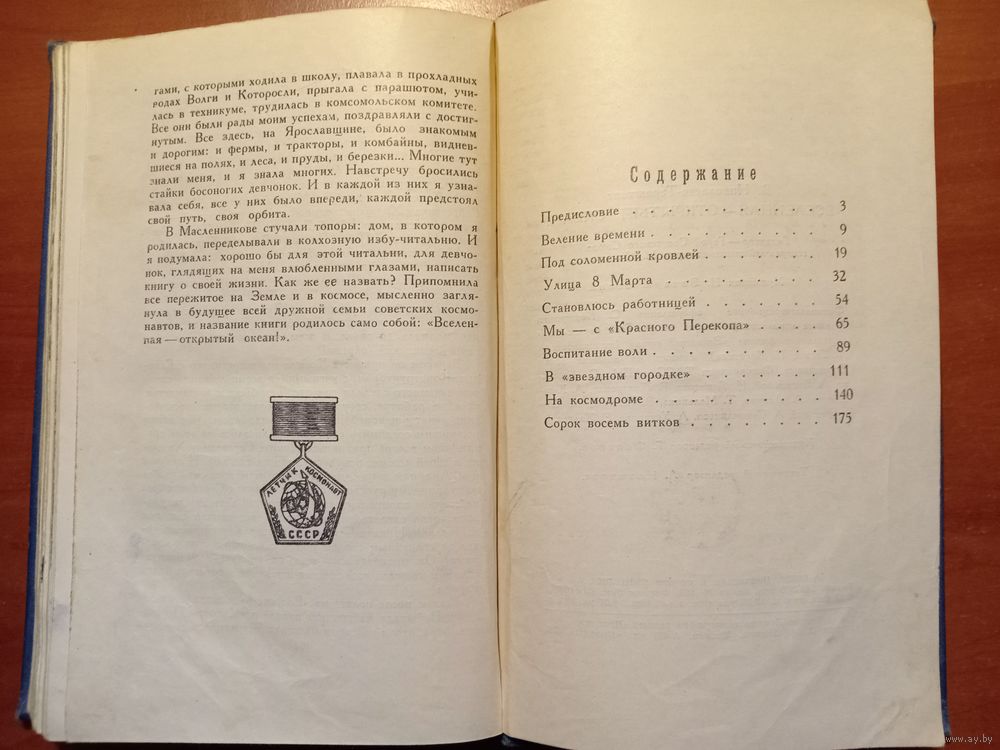 гами, с которыми ходила в школу, плавала в прохладных
водах Волги и Которосли, прыгала с парашютом, учи-
лась в техникуме, трудилась в комсомольском комитете.
Все они были рады моим успехам, поздравляли с достиг-
нутым. Все здесь, на Ярославщине, было знакомым
и дорогим: и фермы, и тракторы, и комбайны, виднев-
шиеся на полях, и леса, и пруды, и березки... Многие тут
знали меня, и я знала многих. Навстречу бросились
стайки босоногих девчонок. И в каждой из них я узна-
вала себя, все у них было впереди, каждой предстоял
свой путь, своя орбита.
В Масленникове стучали топоры: дом, в котором я
родилась, переделывали в колхозную избу-читальню. И
я подумала: хорошо бы для этой читальни, для девчо-
нок, глядящих на меня влюбленными глазами, написать
книгу о своей жизни. Как же ее назвать? Припомнила
все пережитое на Земле и в космосе, мысленно загля-
нула в будущее всей дружной семьи советских космо-
навтов, и название книги родилось само собой: «Вселен-
ная — открытый океан!».
ЛЕТЧИК КОСМОНАВТ
СССР
Содержание
Предисловие . . . . . . . . . . . 3
Веление времени . . . . . . . . . . 9
Под соломенной кровлей . . . . . . . 19
Улица 8 Марта . . . . . . . . . . 32
Становлюсь работницей . . . . . . . 54
Мы — с «Красного Перекопа» . . . . . 65
Воспитание воли . . . . . . . . . 89
В «звездном городке» . . . . . . . 111
На космодроме . . . . . . . . . . 140
Сорок восемь витков . . . . . . . . 175
www.ay.by